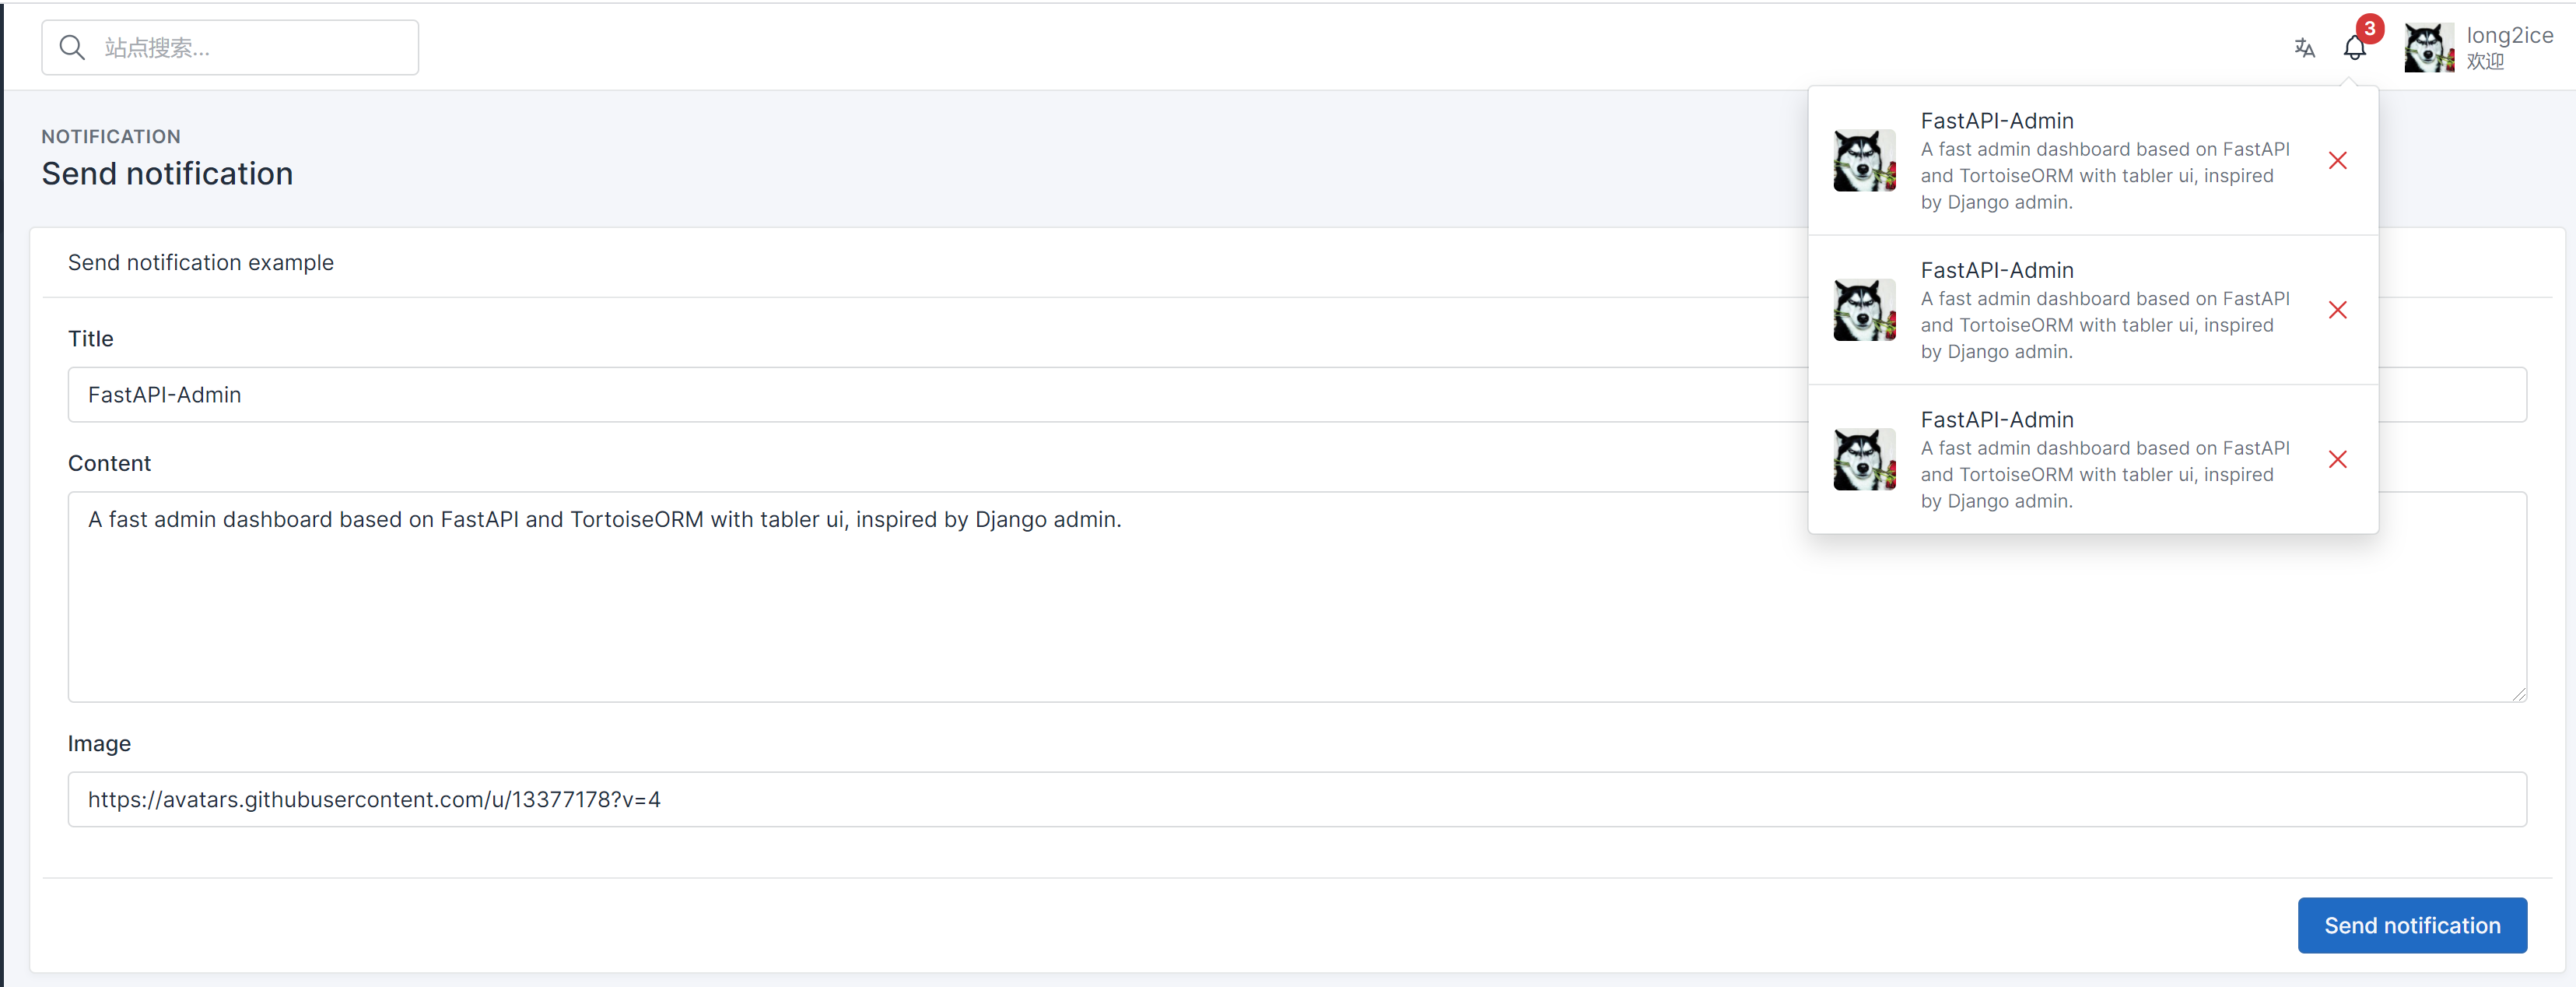 站点搜索...
3
long2ice
欢迎
NOTIFICATION
Send notification
FastAPI-Admin
A fast admin dashboard based on FastAPI
and TortoiseORM with tabler ui, inspired
by Django admin.
FastAPI-Admin
A fast admin dashboard based on FastAPI
and TortoiseORM with tabler ui, inspired
by Django admin.
FastAPI-Admin
A fast admin dashboard based on FastAPI
and TortoiseORM with tabler ui, inspired
by Django admin.
Send notification example
Title
FastAPI-Admin
Content
A fast admin dashboard based on FastAPI and TortoiseORM with tabler ui, inspired by Django admin.
Image
https://avatars.githubusercontent.com/u/13377178?v=4
Send notification